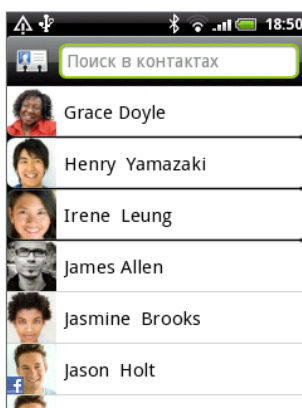 18:50
Поиск в контактах
Grace Doyle
Henry Yamazaki
Irene Leung
James Allen
Jasmine Brooks
Jason Holt
f